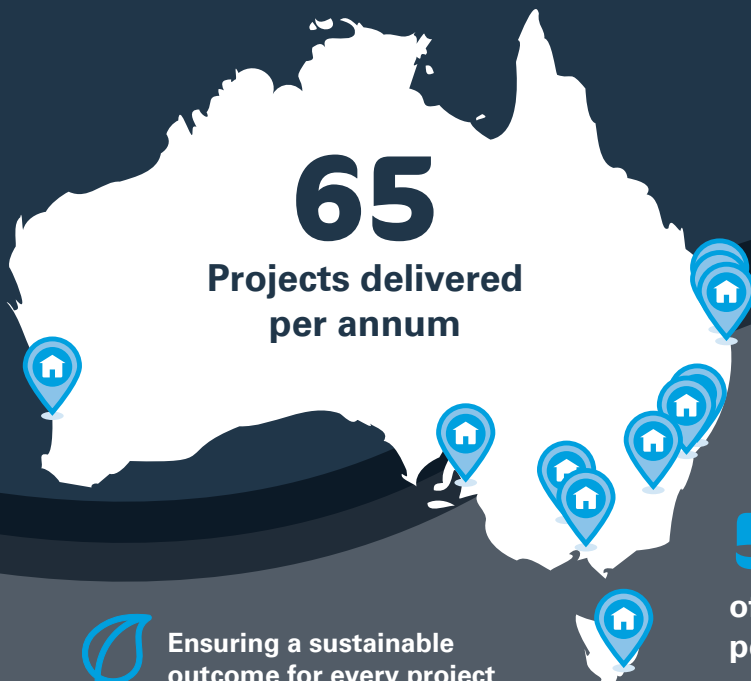 65
Projects delivered
per annum
Ensuring a sustainable
outcome for every project